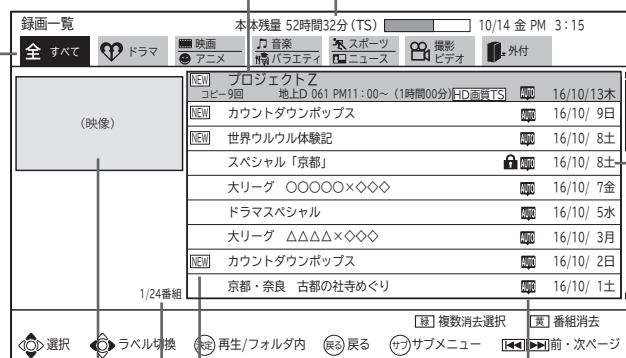 録画一覧 本体残量 52時間32分(TS) 10/14 金 PM 3:15
全 すべて ドラマ 映画 アニメ 音楽 バラエティ スポーツ ニュース 撮影ビデオ 外付
NEW プロジェクトZ
コピー9回 地上D 061 PM11:00～(1時間00分) HD画質TS AUTO 16/10/13木
(映像)
NEW カウントダウンポップス AUTO 16/10/ 9日
NEW 世界ウルウル体験記 AUTO 16/10/ 8土
スペシャル「京都」 AUTO 16/10/ 8土
大リーグ ○○○○○×◇◇◇ AUTO 16/10/ 7金
ドラマスペシャル AUTO 16/10/ 5水
大リーグ △△△△×◇◇◇ AUTO 16/10/ 3月
NEW カウントダウンポップス AUTO 16/10/ 2日
京都・奈良 古都の社寺めぐり AUTO 16/10/ 1土
1/24番組
緑 複数消去選択 黄 番組消去
選択 ラベル切換 決定 再生/フォルダ内 戻る 戻る サブ サブメニュー 前・次ページ